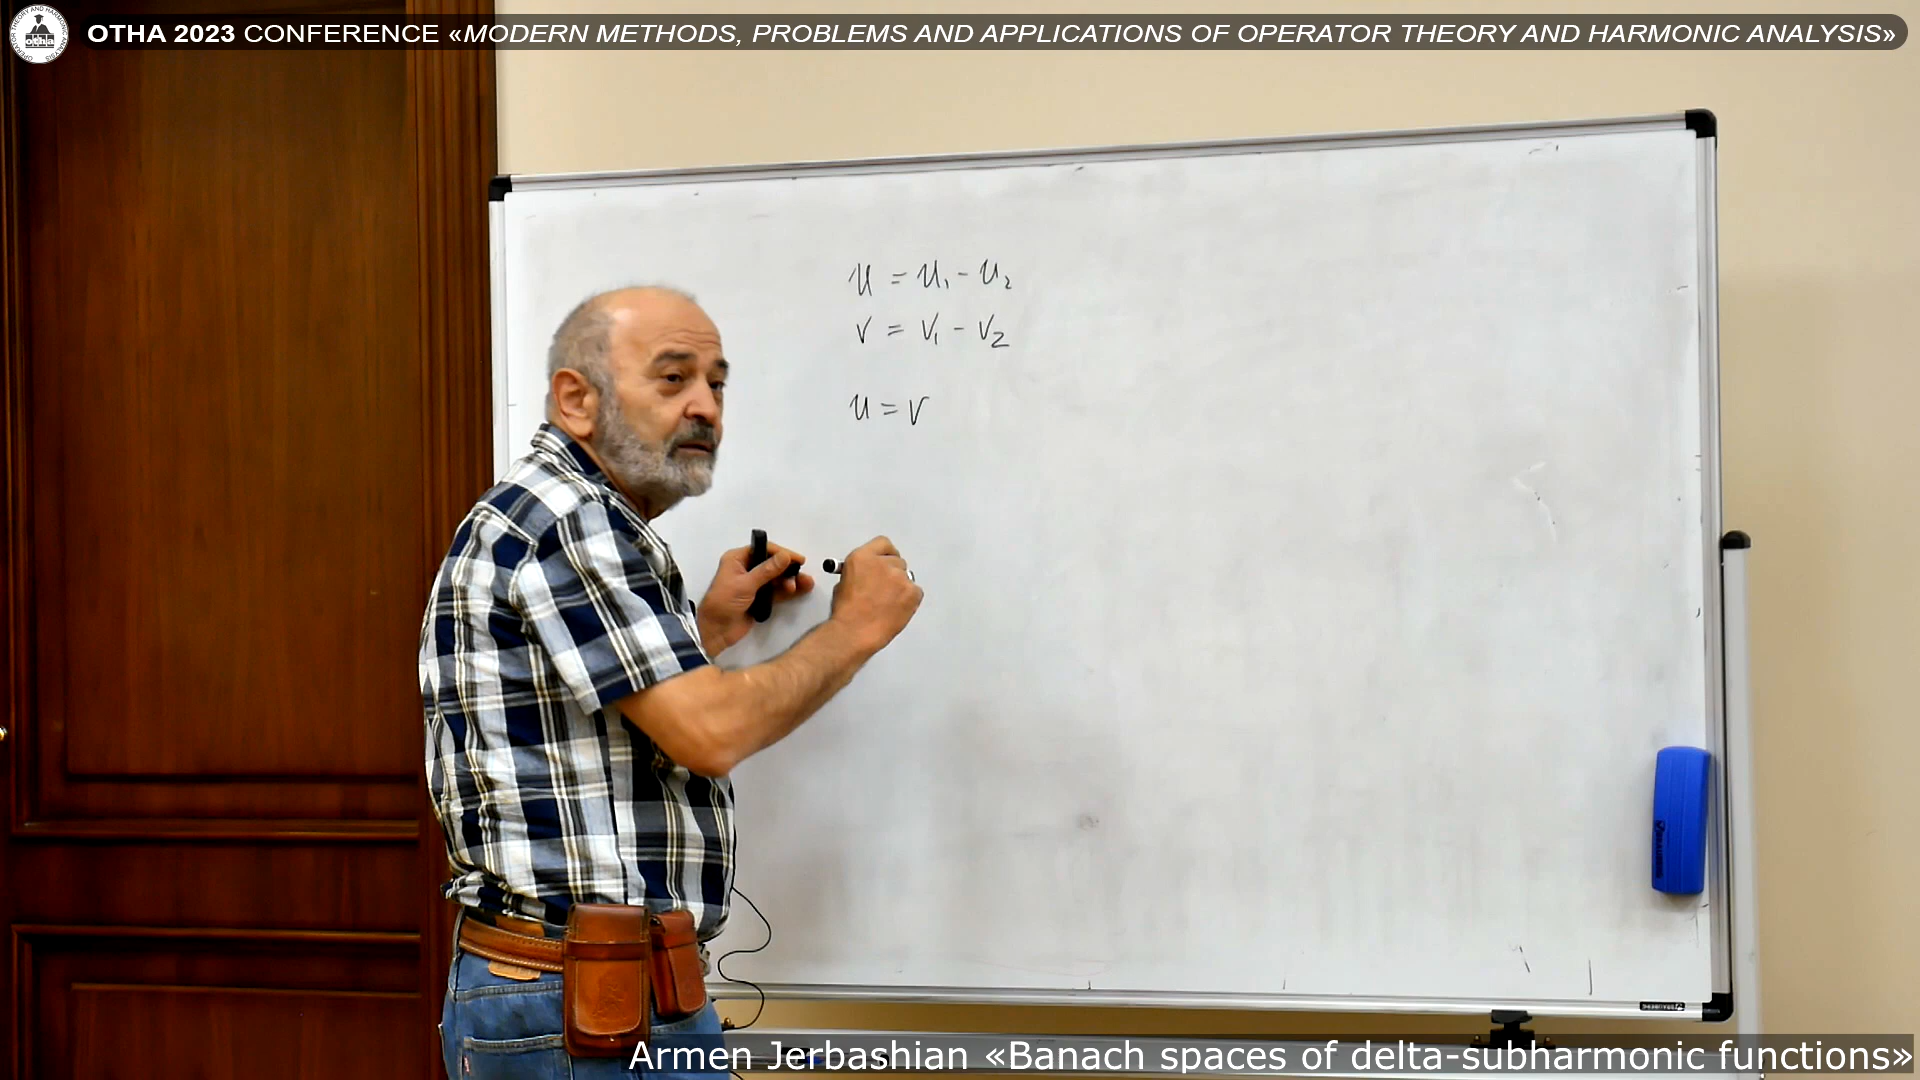 OTHA 2023 CONFERENCE «MODERN METHODS, PROBLEMS AND APPLICATIONS OF OPERATOR THEORY AND HARMONIC ANALYSIS»
u = u₁ - u₂
v = v₁ - v₂
u = v
Armen Jerbashian «Banach spaces of delta-subharmonic functions»